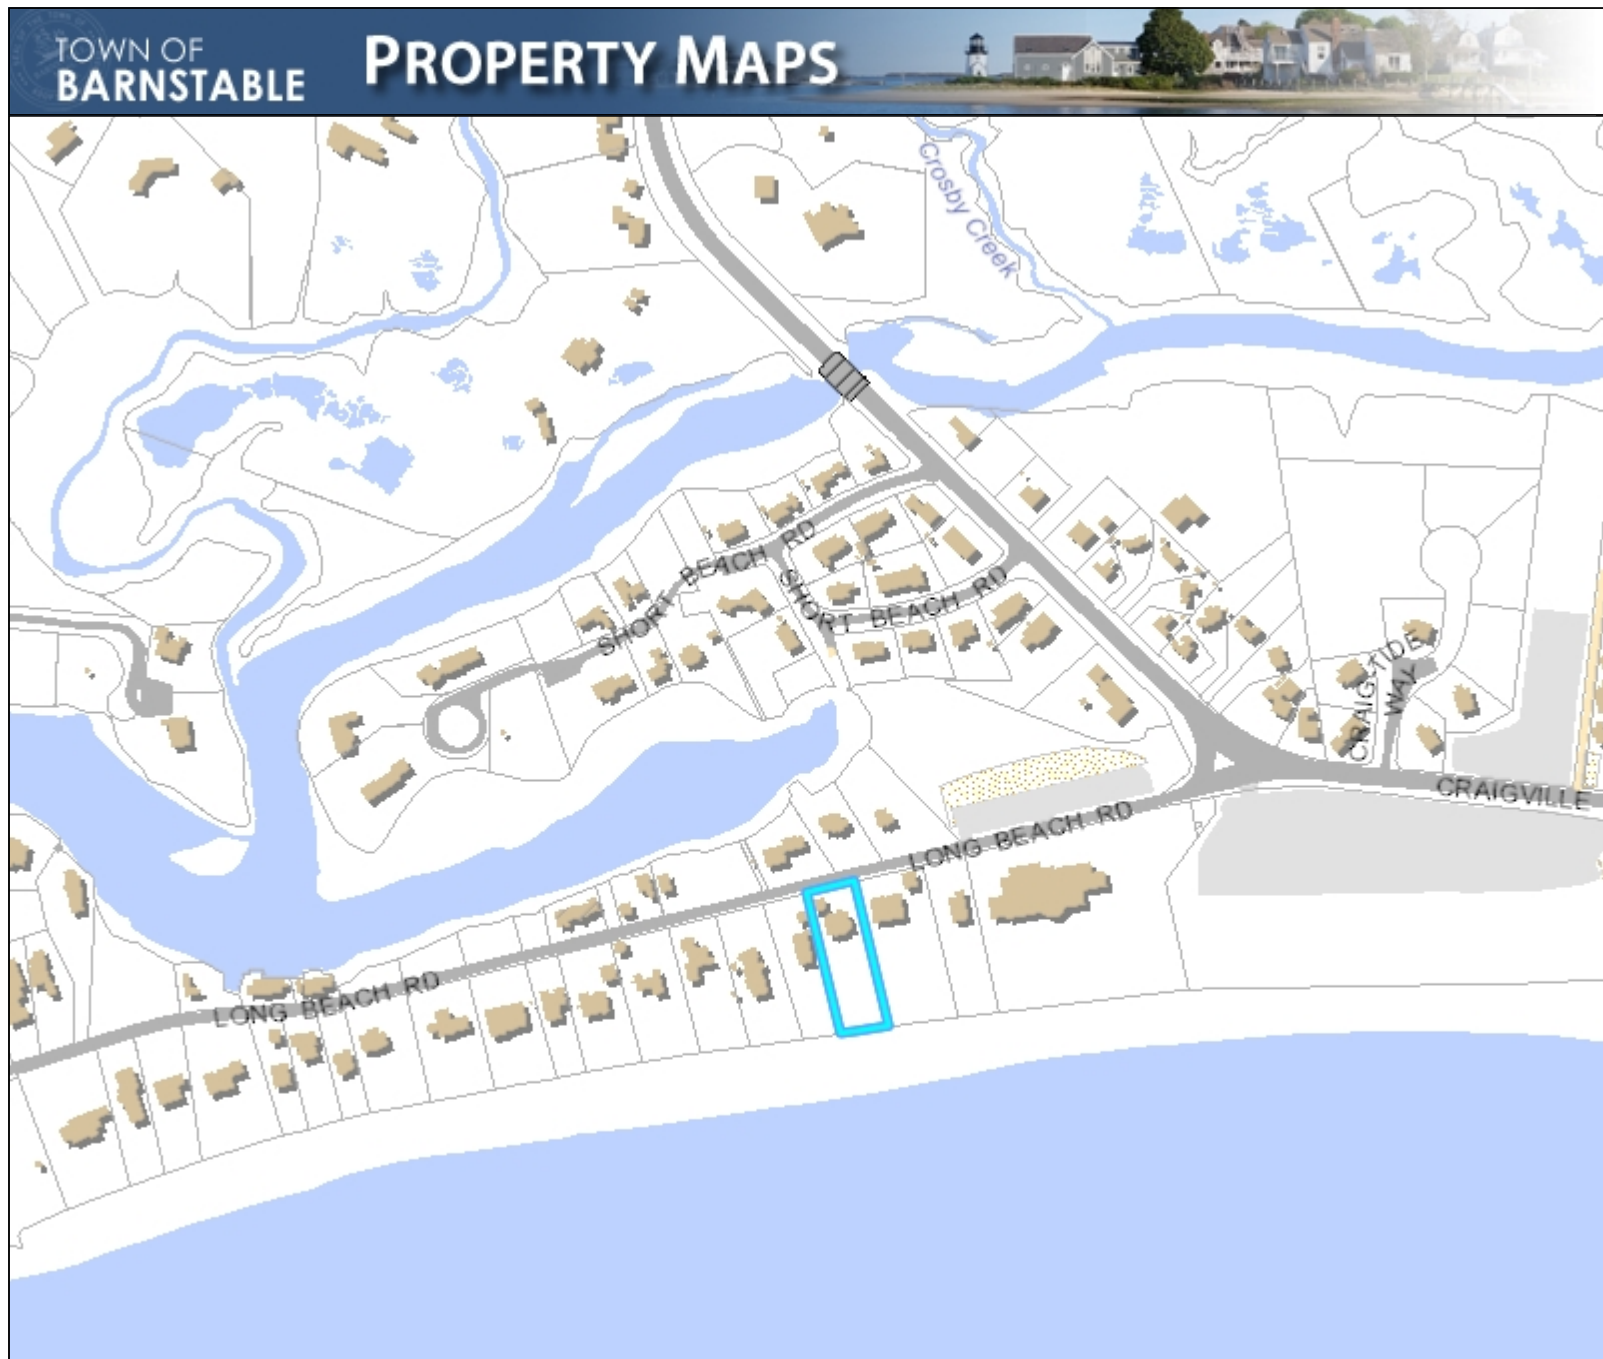 TOWN OF
BARNSTABLE
PROPERTY MAPS
Crosby Creek
SHORT BEACH RD
SHORT BEACH RD
CRAIGTIDE
WAY
CRAIGVILLE
LONG BEACH RD
LONG BEACH RD